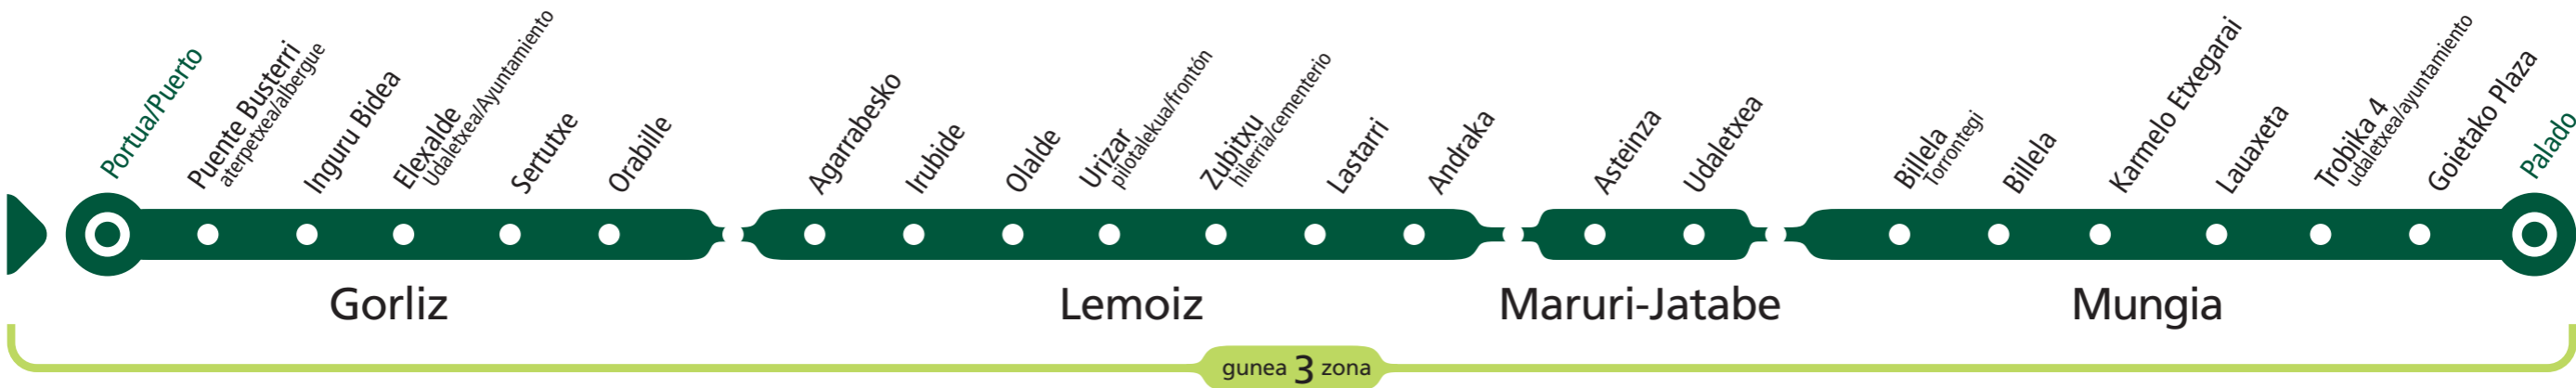 Portua/Puerto
Puente Busterri
aterpetxea/albergue
Inguru Bidea
Elexalde
Udaletxea/Ayuntamiento
Sertutxe
Orabille
Agarrabesko
Irubide
Olalde
Urizar
pilotalekua/frontón
Zubitxu
hilerria/cementerio
Lastarri
Andraka
Asteinza
Udaletxea
Billela
Torrontegi
Billela
Karmelo Etxegarai
Lauaxeta
Trobika 4
udaletxea/ayuntamiento
Goietako Plaza
Palado
Gorliz
Lemoiz
Maruri-Jatabe
Mungia
gunea 3 zona